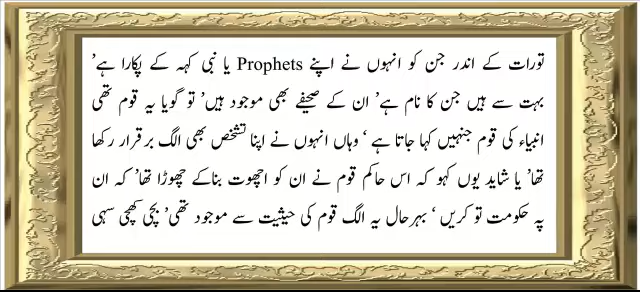 تورات کے اندر جن کو انہوں نے اپنے Prophets یا نبی کہہ کے پکارا ہے’
بہت سے ہیں جن کا نام ہے’ ان کے صحیفے بھی موجود ہیں’ تو گویا یہ قوم تھی
انبیاء کی قوم جنہیں کہا جاتا ہے ‘ وہاں انہوں نے اپنا تشخص بھی الگ برقرار رکھا
تھا’ یا شاید یوں کہو کہ اس حاکم قوم نے ان کو اچھوت بناکے چھوڑا تھا’ کہ ان
پہ حکومت تو کریں ‘ بہرحال یہ الگ قوم کی حیثیت سے موجود تھی’ بچی کھچی سہی